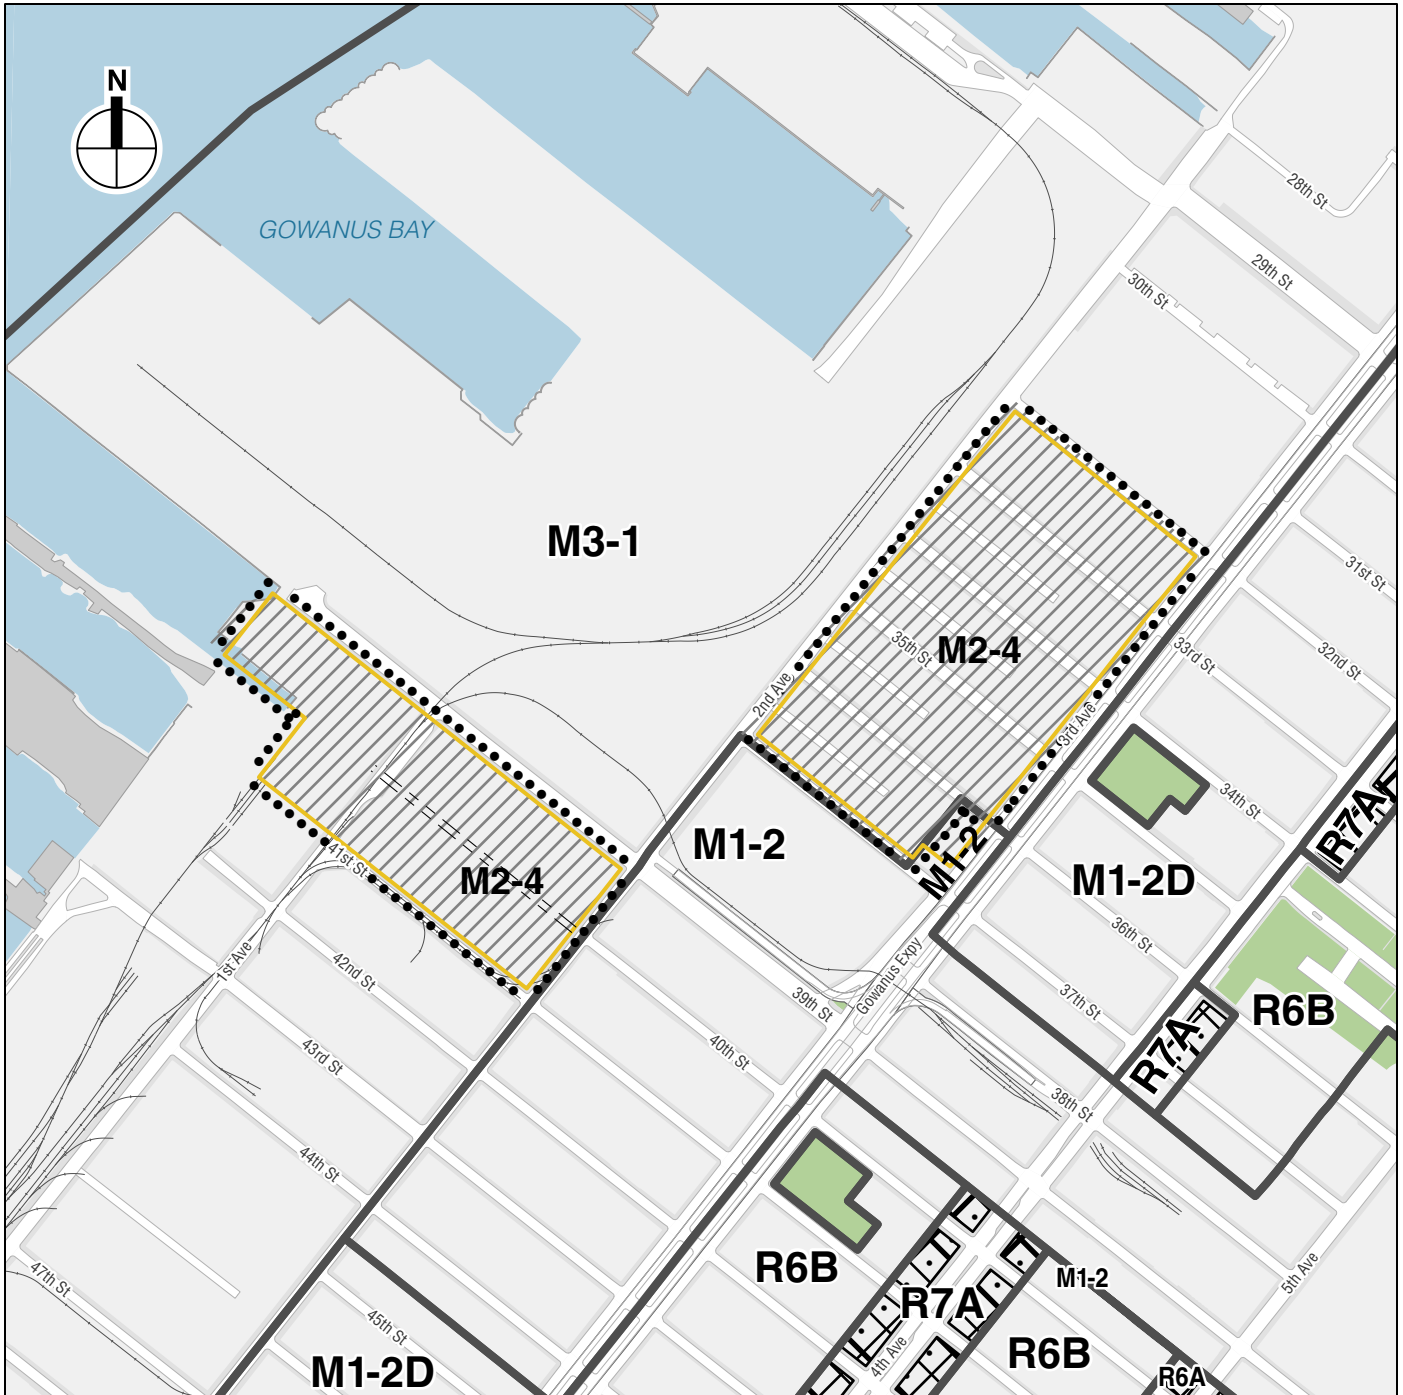 N
28th St
GOWANUS BAY
29th St
30th St
M3-1
31st St
35th St
M2-4
33rd St
32nd St
2nd Ave
3rd Ave
34th St
R7A
M1-2
M1-2
M1-2D
41st St
M2-4
36th St
1st Ave
42nd St
Gowanus Expy
39th St
37th St
R6B
R7A
43rd St
40th St
38th St
44th St
47th St
R6B
M1-2
5th Ave
R7A
45th St
4th Ave
R6B
M1-2D
R6A